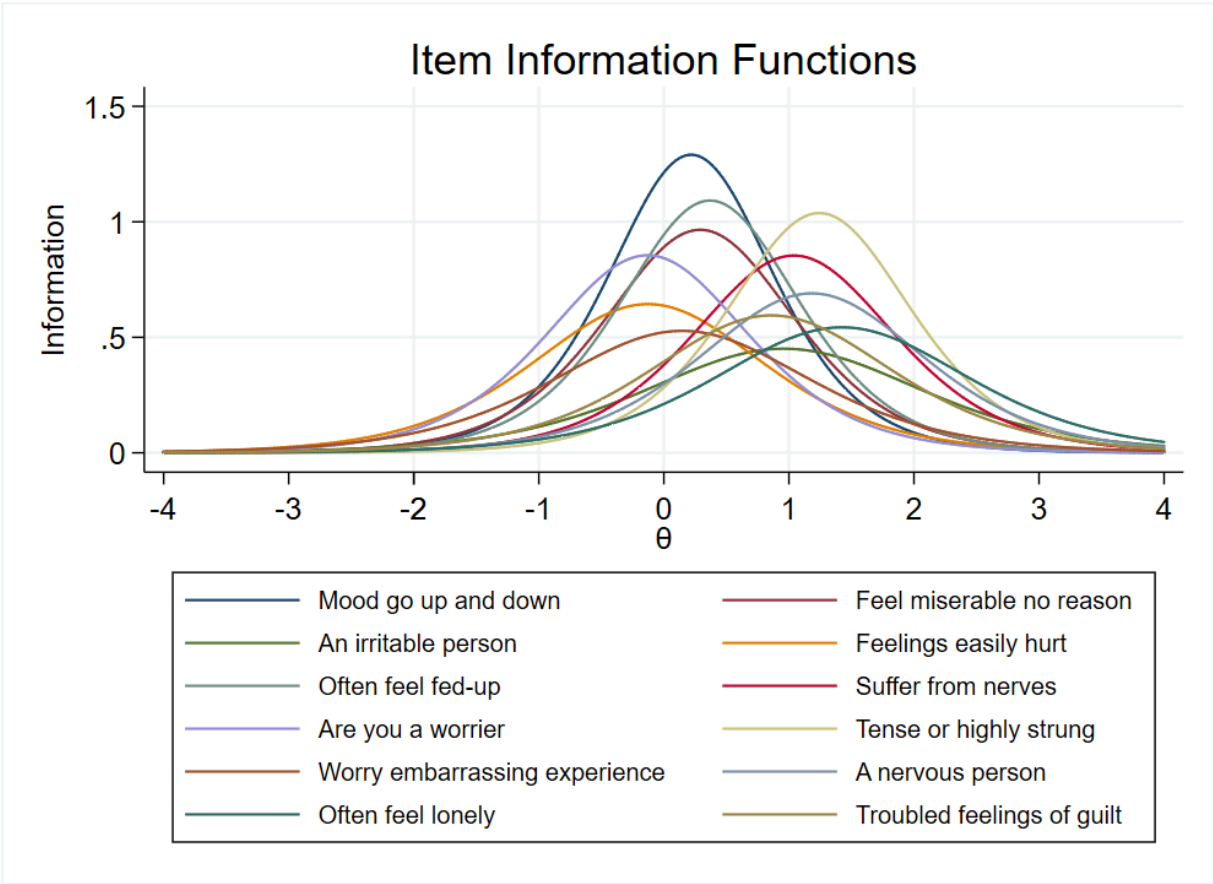 Item Information Functions
1.5
1
.5
0
Information
-4 -3 -2 -1 0 1 2 3 4
θ
Mood go up and down Feel miserable no reason
An irritable person Feelings easily hurt
Often feel fed-up Suffer from nerves
Are you a worrier Tense or highly strung
Worry embarrassing experience A nervous person
Often feel lonely Troubled feelings of guilt